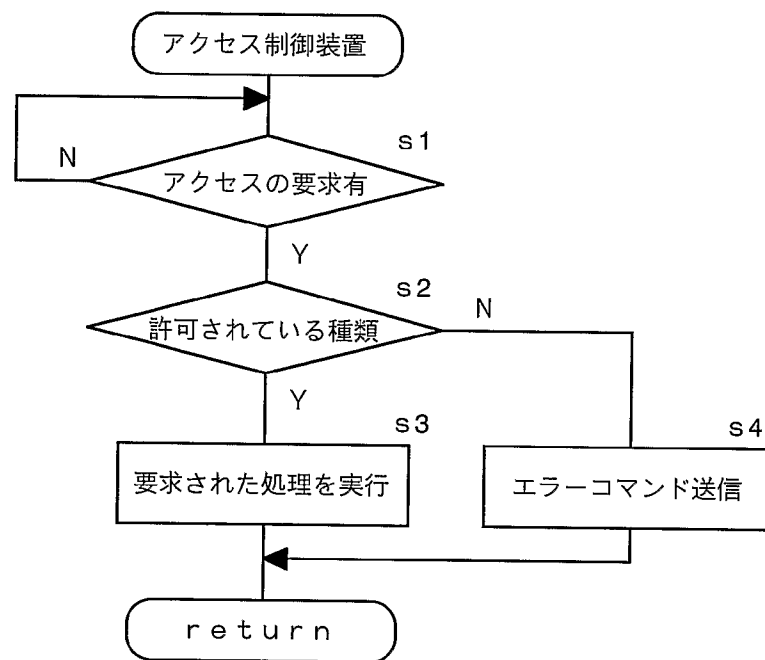 アクセス制御装置
s1
N
アクセスの要求有
Y
s2
N
許可されている種類
Y
s3
s4
要求された処理を実行
エラーコマンド送信
return